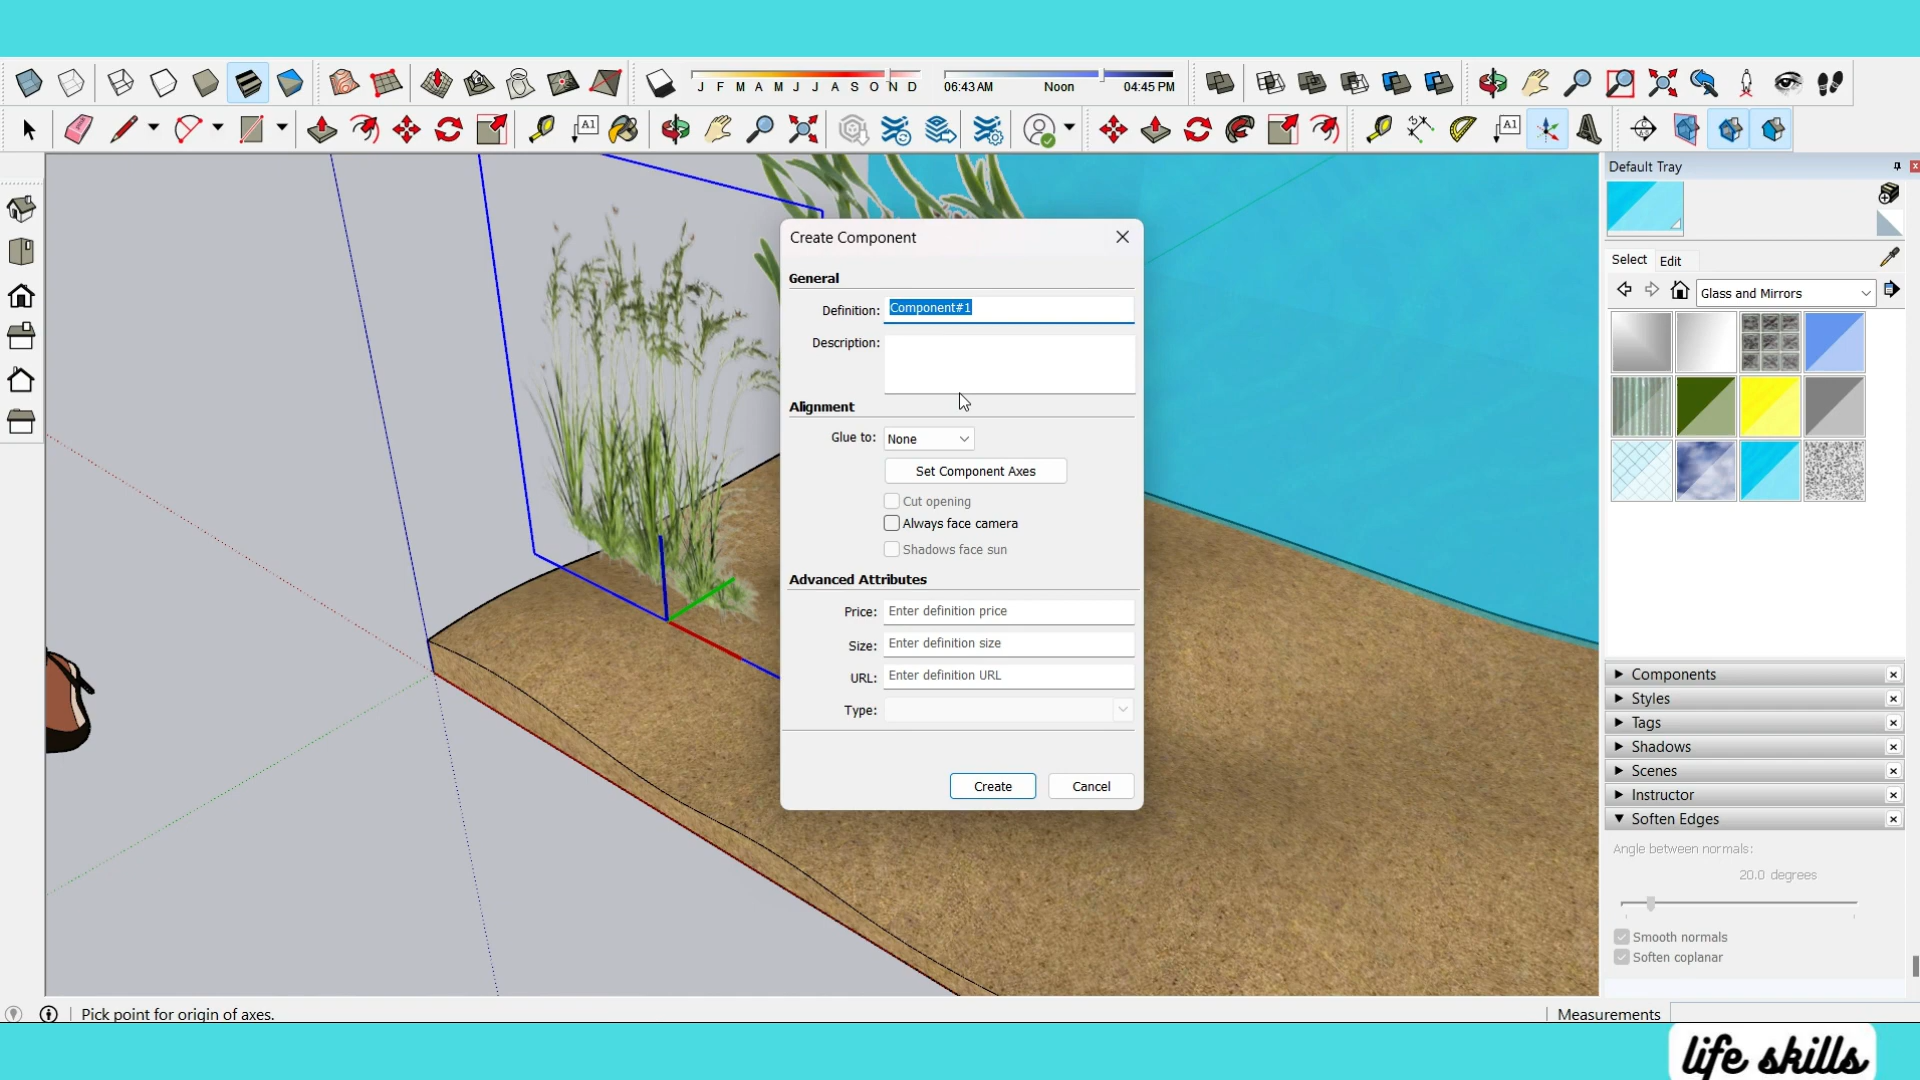 J F M A M J J A S O N D
06:43 AM Noon 04:45 PM
A1
A1
Default Tray
Select Edit
Glass and Mirrors
Create Component
General
Definition: Component#1
Description:
Alignment
Glue to: None
Set Component Axes
Cut opening
Always face camera
Shadows face sun
Advanced Attributes
Price: Enter definition price
Size: Enter definition size
URL: Enter definition URL
Type:
Create Cancel
Components
Styles
Tags
Shadows
Scenes
Instructor
Soften Edges
Angle between normals:
20.0 degrees
Smooth normals
Soften coplanar
Pick point for origin of axes.
Measurements
life skills